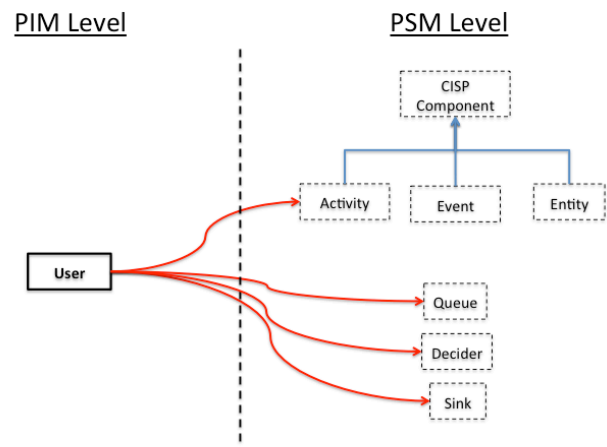 PIM Level
PSM Level
CISP
Component
Activity
Event
Entity
User
Queue
Decider
Sink